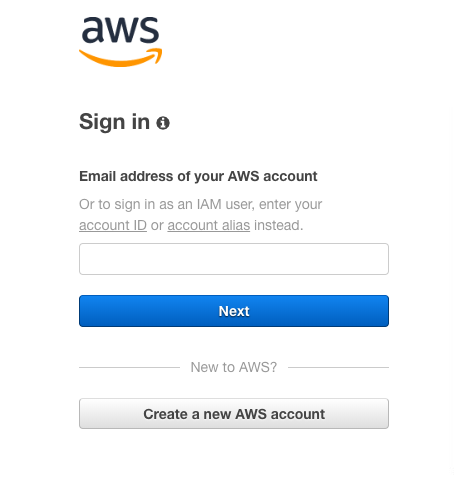 aws
Sign in
Email address of your AWS account
Or to sign in as an IAM user, enter your
account ID or account alias instead.
Next
New to AWS?
Create a new AWS account